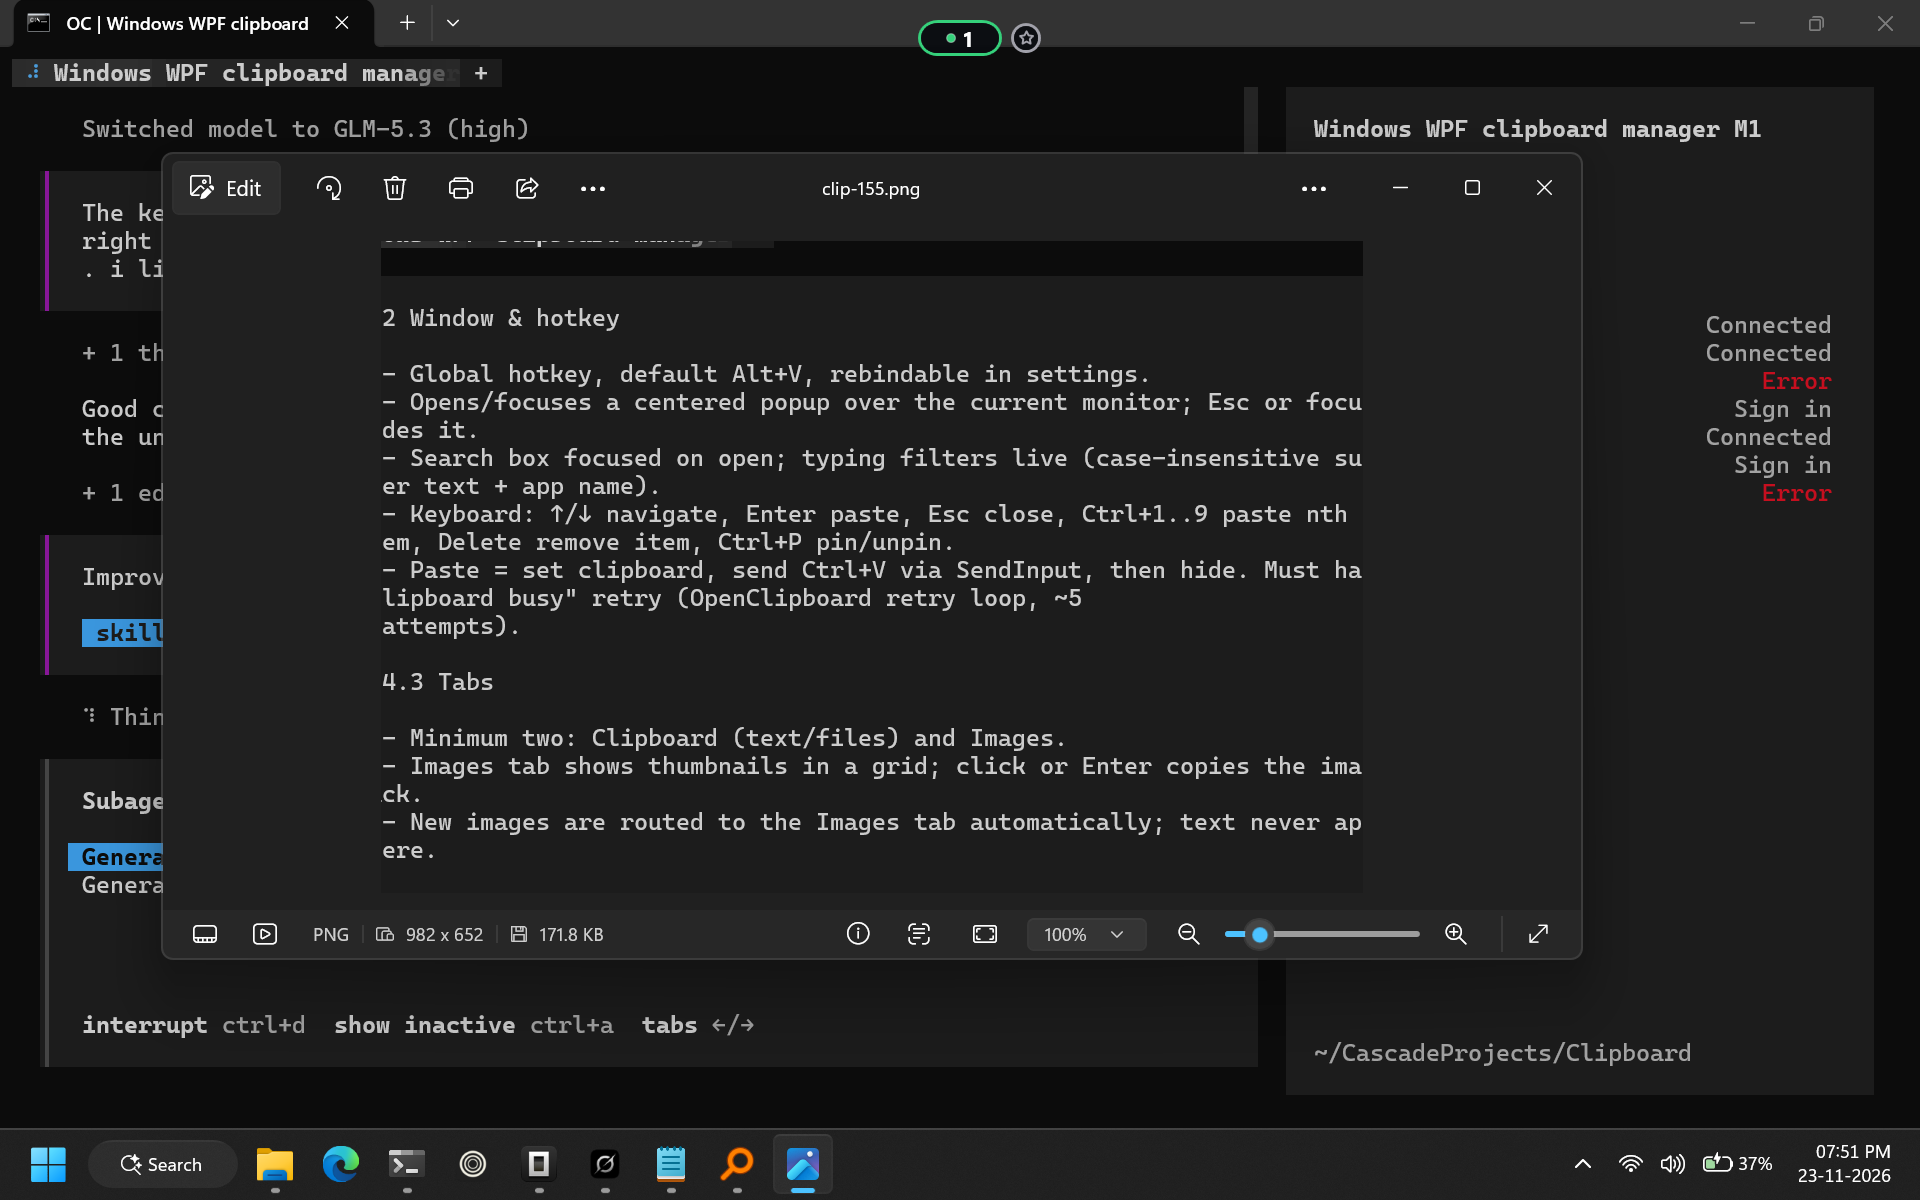 OC | Windows WPF clipboard
1
Windows WPF clipboard manager +
Switched model to GLM-5.3 (high)
Windows WPF clipboard manager M1
The ke
right
. i li
+ 1 th
Good c
the un
+ 1 ed
Improv
skill
Thin
Subage
Genera
Genera
Connected
Connected
Error
Sign in
Connected
Sign in
Error
Edit
clip-155.png
2 Window & hotkey
- Global hotkey, default Alt+V, rebindable in settings.
- Opens/focuses a centered popup over the current monitor; Esc or focu
des it.
- Search box focused on open; typing filters live (case-insensitive su
er text + app name).
- Keyboard: ↑/↓ navigate, Enter paste, Esc close, Ctrl+1..9 paste nth
em, Delete remove item, Ctrl+P pin/unpin.
- Paste = set clipboard, send Ctrl+V via SendInput, then hide. Must ha
lipboard busy" retry (OpenClipboard retry loop, ~5
attempts).
4.3 Tabs
- Minimum two: Clipboard (text/files) and Images.
- Images tab shows thumbnails in a grid; click or Enter copies the ima
ck.
- New images are routed to the Images tab automatically; text never ap
ere.
PNG
982 x 652
171.8 KB
100%
interrupt ctrl+d show inactive ctrl+a tabs ←/→
~/CascadeProjects/Clipboard
Search
37%
07:51 PM
23-11-2026